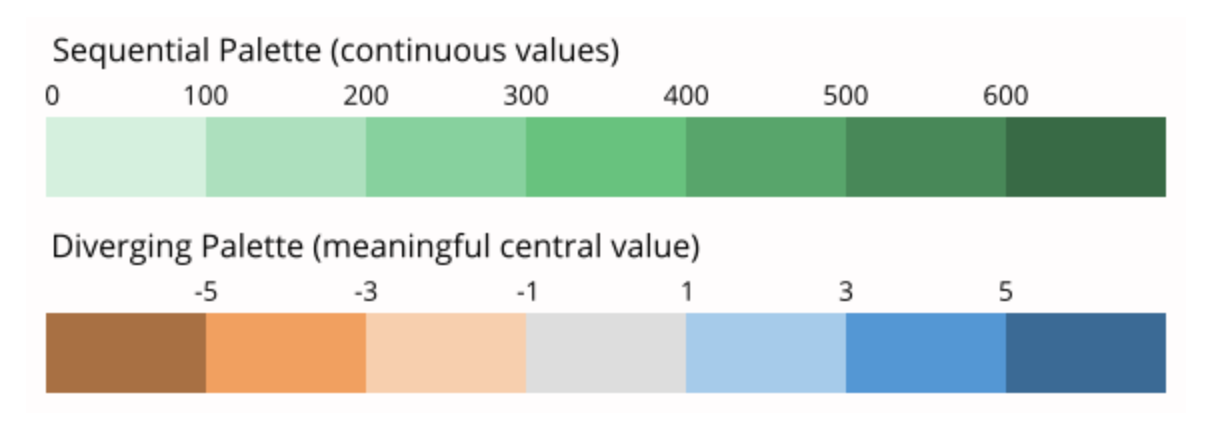 Sequential Palette (continuous values)
0 100 200 300 400 500 600
Diverging Palette (meaningful central value)
-5 -3 -1 1 3 5